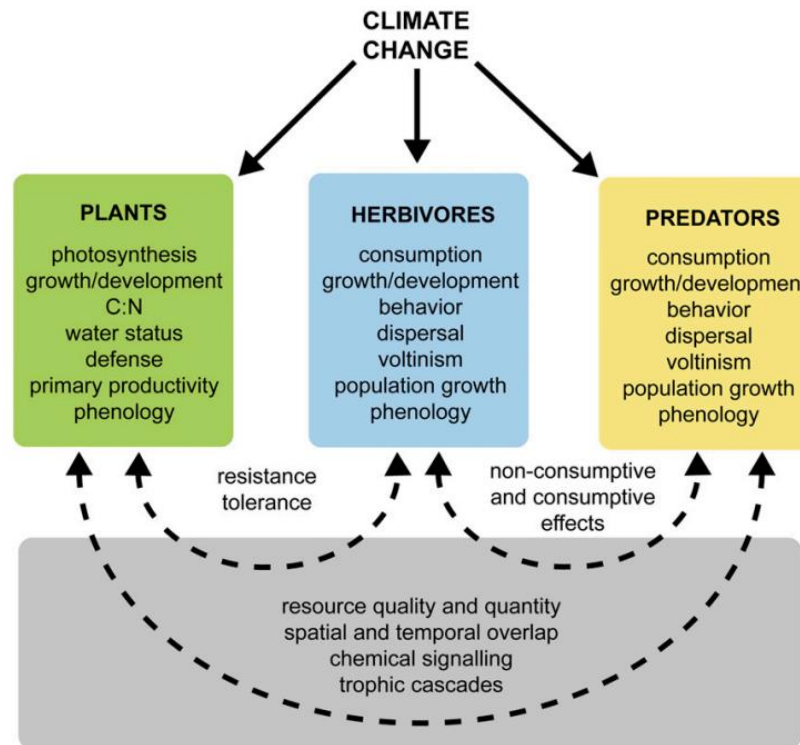 CLIMATE
CHANGE
PLANTS
photosynthesis
growth/development
C:N
water status
defense
primary productivity
phenology
HERBIVORES
consumption
growth/development
behavior
dispersal
voltinism
population growth
phenology
PREDATORS
consumption
growth/development
behavior
dispersal
voltinism
population growth
phenology
resistance
tolerance
non-consumptive
and consumptive
effects
resource quality and quantity
spatial and temporal overlap
chemical signalling
trophic cascades